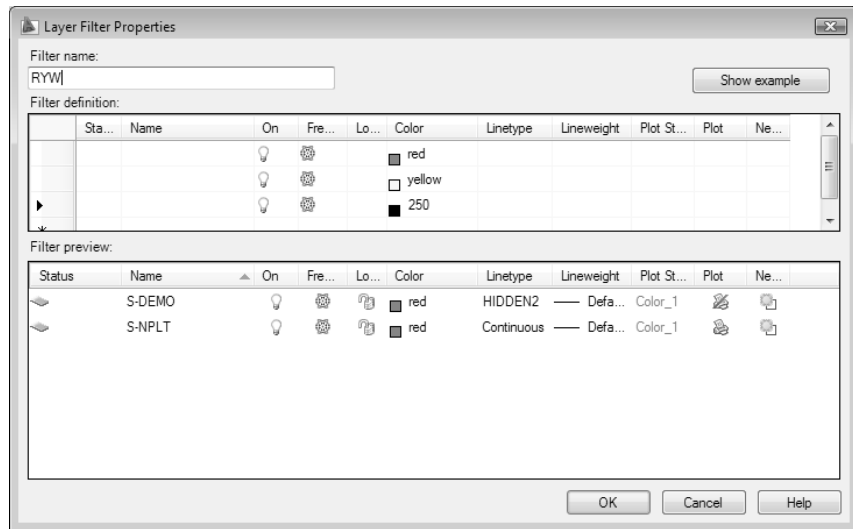 Layer Filter Properties
Filter name:
RYW
Show example
Filter definition:
Sta... Name On Fre... Lo... Color Linetype Lineweight Plot St... Plot Ne...
red
yellow
250
Filter preview:
Status Name On Fre... Lo... Color Linetype Lineweight Plot St... Plot Ne...
S-DEMO red HIDDEN2 Defa... Color_1
S-NPLT red Continuous Defa... Color_1
OK Cancel Help